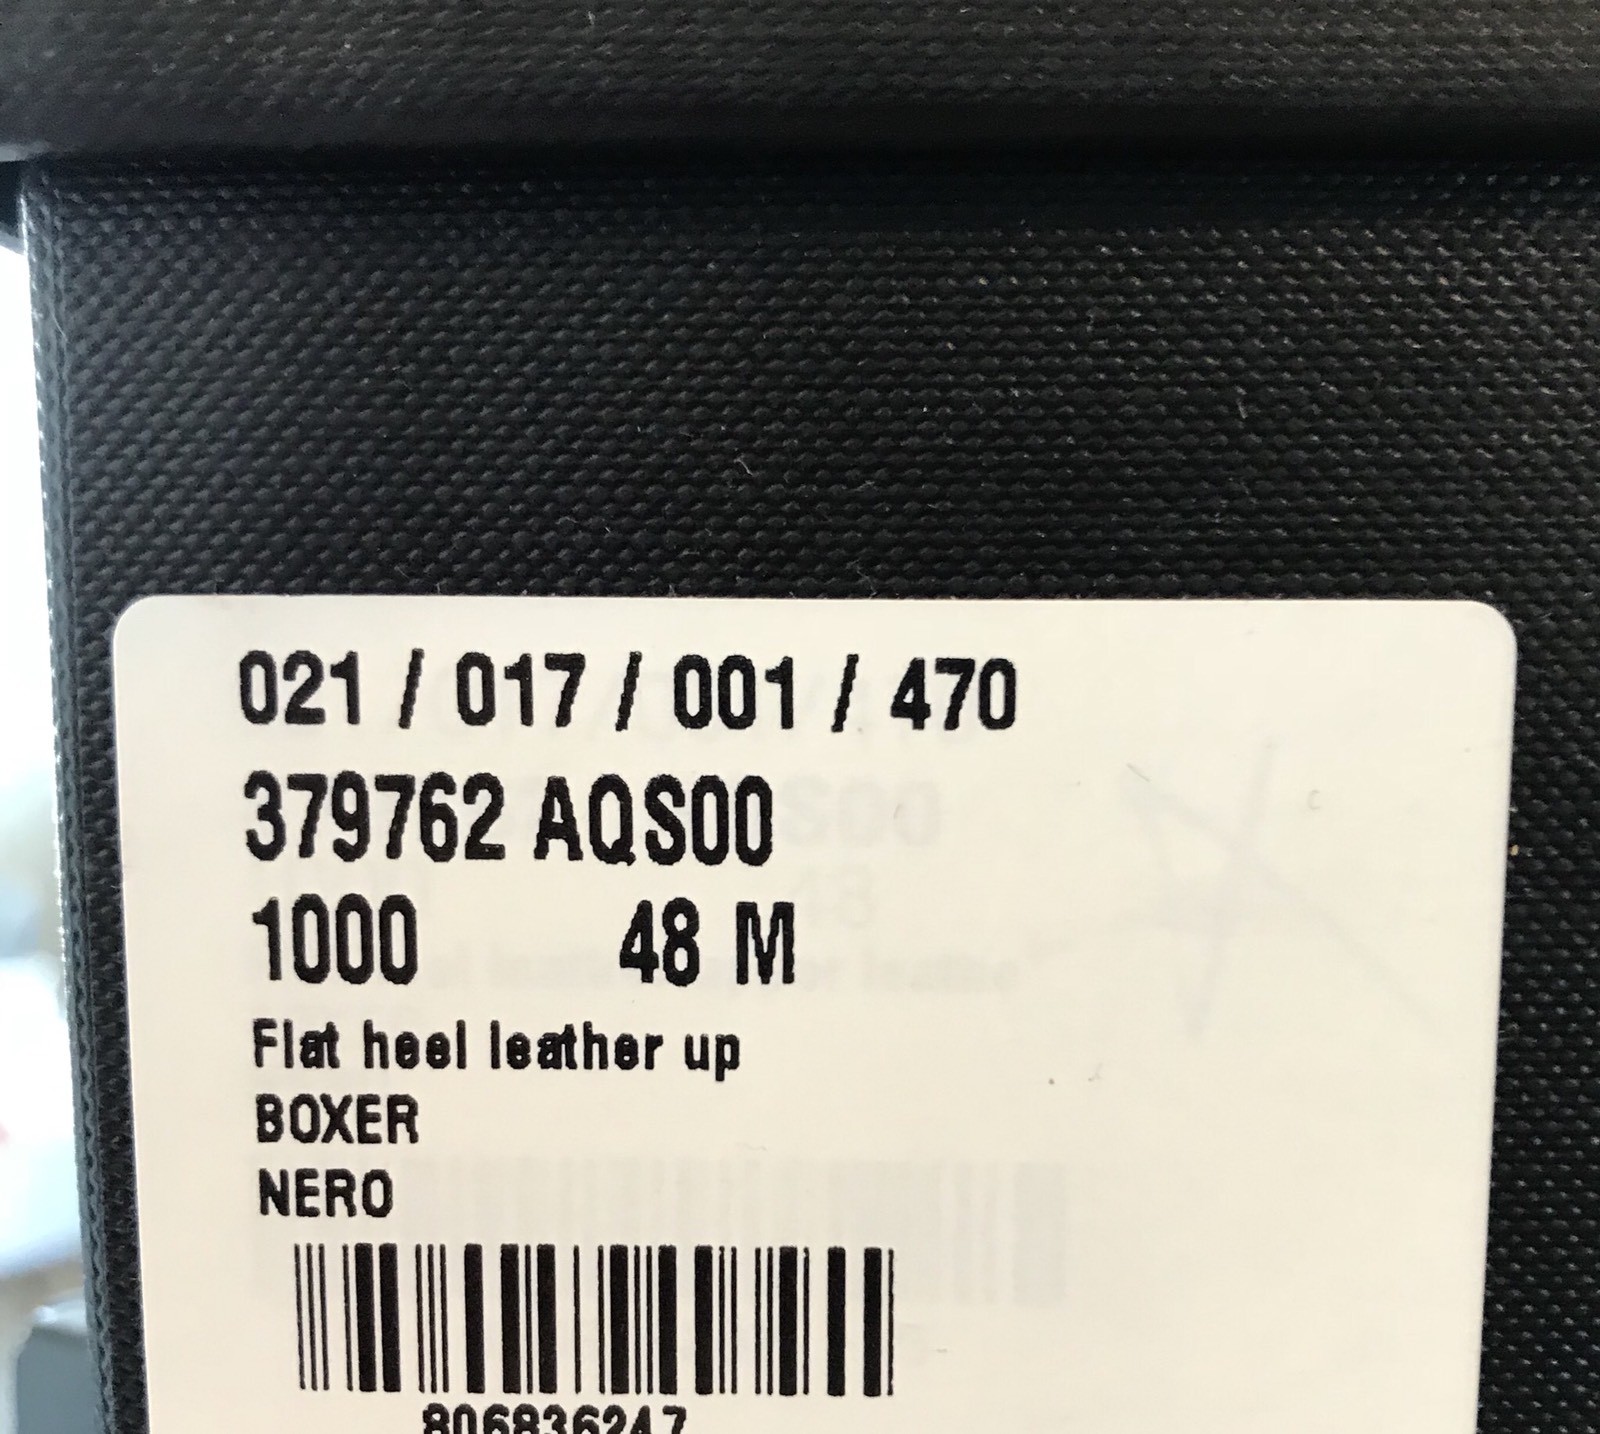 021 / 017 / 001 / 470
379762 AQS00
1000 48 M
Flat heel leather up
BOXER
NERO
806836247